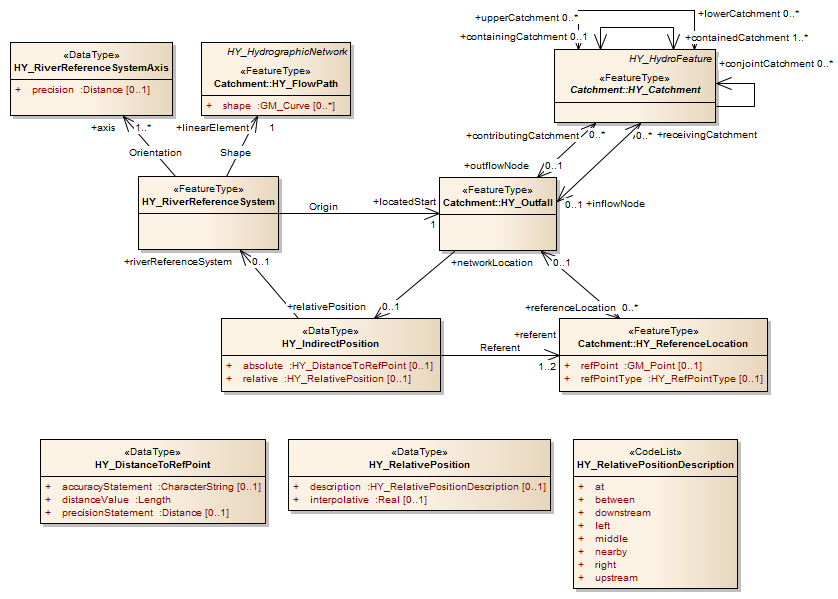 +upperCatchment 0..*
+lowerCatchment 0..*
+containingCatchment 0..1
+containedCatchment 1..*
HY_HydroFeature
«FeatureType»
Catchment::HY_Catchment
+conjointCatchment 0..*
«DataType»
HY_RiverReferenceSystemAxis
+ precision :Distance [0..1]
HY_HydrographicNetwork
«FeatureType»
Catchment::HY_FlowPath
+ shape :GM_Curve [0..*]
+axis
1..*
+linearElement
1
Orientation
Shape
+contributingCatchment
0..*
0..*
+receivingCatchment
+outflowNode
0..1
«FeatureType»
HY_RiverReferenceSystem
Origin
+locatedStart
1
«FeatureType»
Catchment::HY_Outfall
0..1
+inflowNode
+riverReferenceSystem
0..1
+networkLocation
0..1
+relativePosition
0..1
+referenceLocation 0..*
«DataType»
HY_IndirectPosition
+ absolute :HY_DistanceToRefPoint [0..1]
+ relative :HY_RelativePosition [0..1]
+referent
Referent
1..2
«FeatureType»
Catchment::HY_ReferenceLocation
+ refPoint :GM_Point [0..1]
+ refPointType :HY_RefPointType [0..1]
«DataType»
HY_DistanceToRefPoint
+ accuracyStatement :CharacterString [0..1]
+ distanceValue :Length
+ precisionStatement :Distance [0..1]
«DataType»
HY_RelativePosition
+ description :HY_RelativePositionDescription [0..1]
+ interpolative :Real [0..1]
«CodeList»
HY_RelativePositionDescription
+ at
+ between
+ downstream
+ left
+ middle
+ nearby
+ right
+ upstream